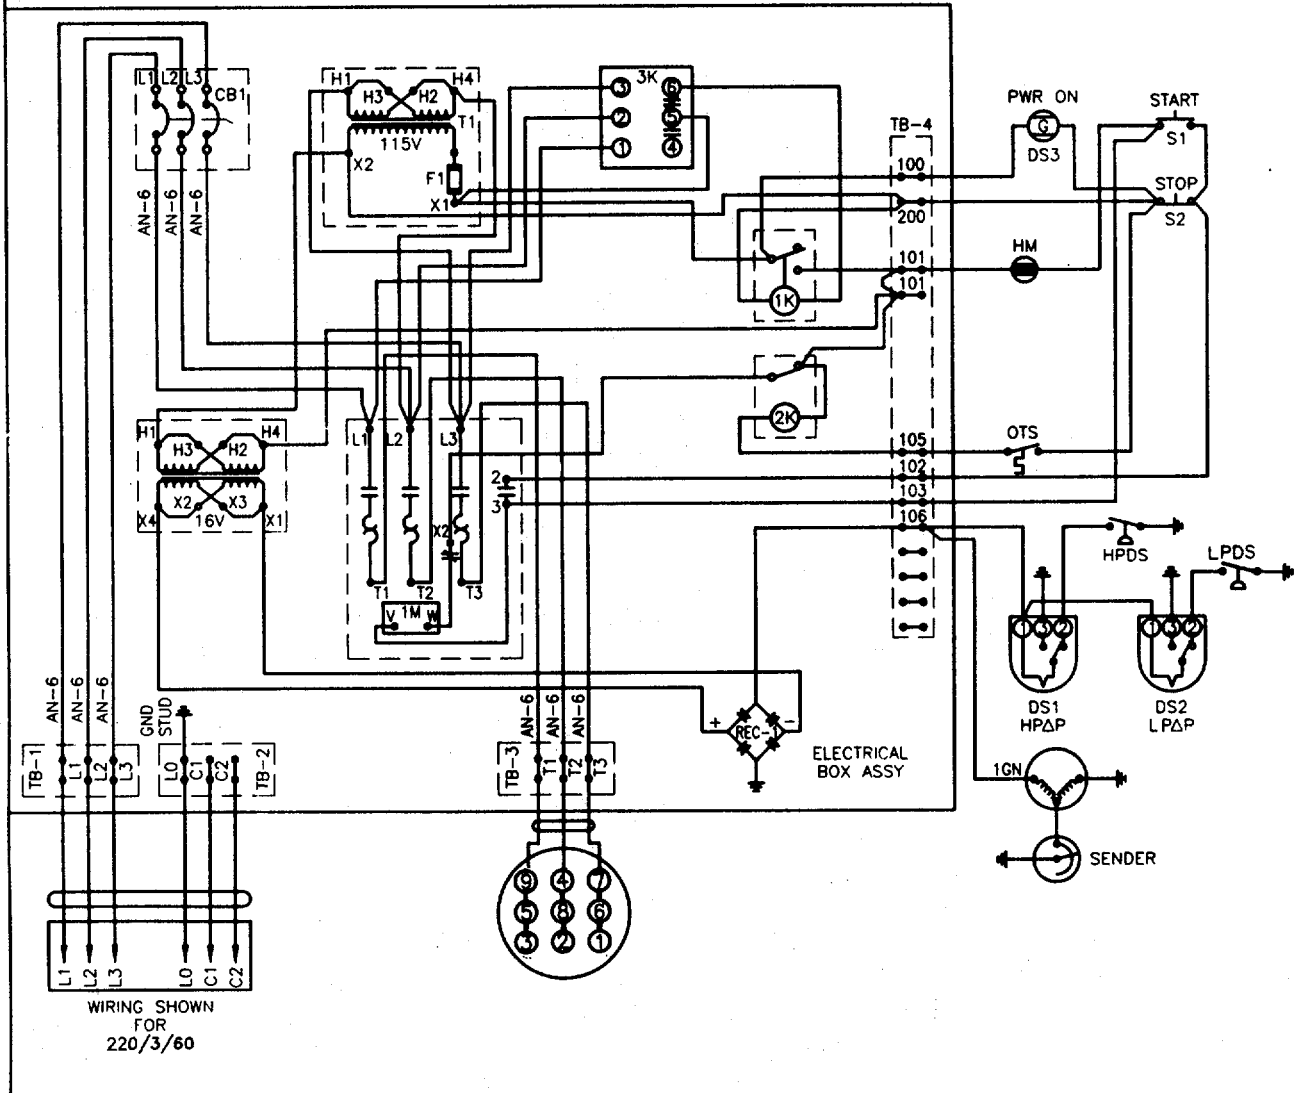 L1 L2 L3
CB1
AN-6 AN-6 AN-6
AN-6 AN-6 AN-6
H1 H4
H3 H2
T1
115V
X2
F1
X1
3K
3 6
2 5
1 4
TB-4
100
200
101
101
105
102
103
106
PWR ON
G
DS3
START
S1
STOP
S2
HM
1K
2K
OTS
H1 H4
H3 H2
X2 X3
X4 16V X1
L1 L2 L3
2
3
X2
T1 T2 T3
V 1M W
HPDS
LPDS
1 3 2
1 3 2
DS1
HPΔP
DS2
LPΔP
AN-6
AN-6
AN-6
GND
STUD
AN-6
AN-6
AN-6
+ REC-1 -
ELECTRICAL
BOX ASSY
TB-1 L1 L2 L3
L0 C1 C2 TB-2
TB-3 T1 T2 T3
1GN
SENDER
9 4 7
5 8 6
3 2 1
L1 L2 L3 L0 C1 C2
WIRING SHOWN
FOR
220/3/60